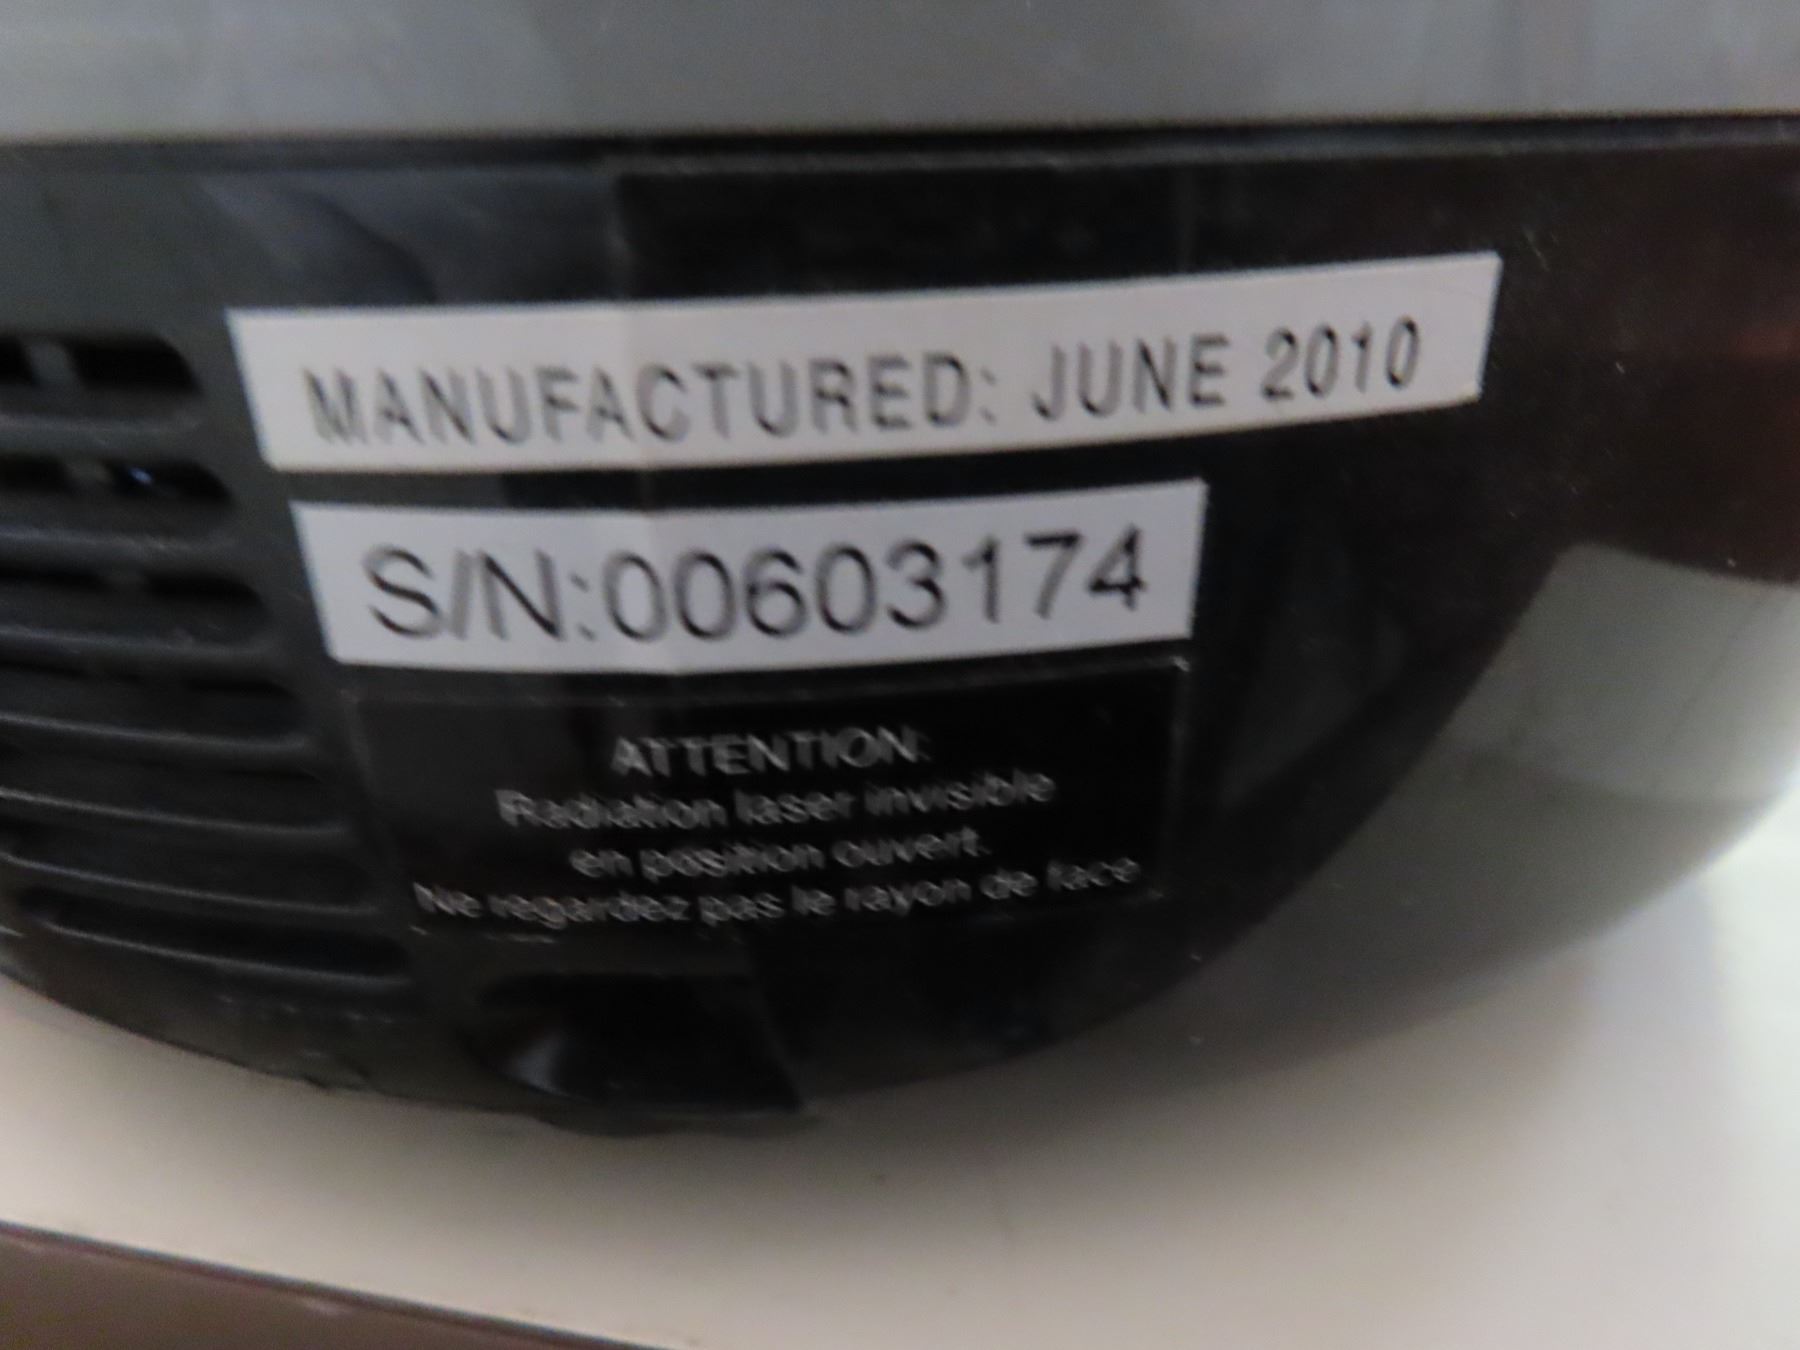 MANUFACTURED: JUNE 2010
S/N:00603174
ATTENTION:
Radiation laser invisible
en position ouvert.
Ne regardez pas le rayon de face